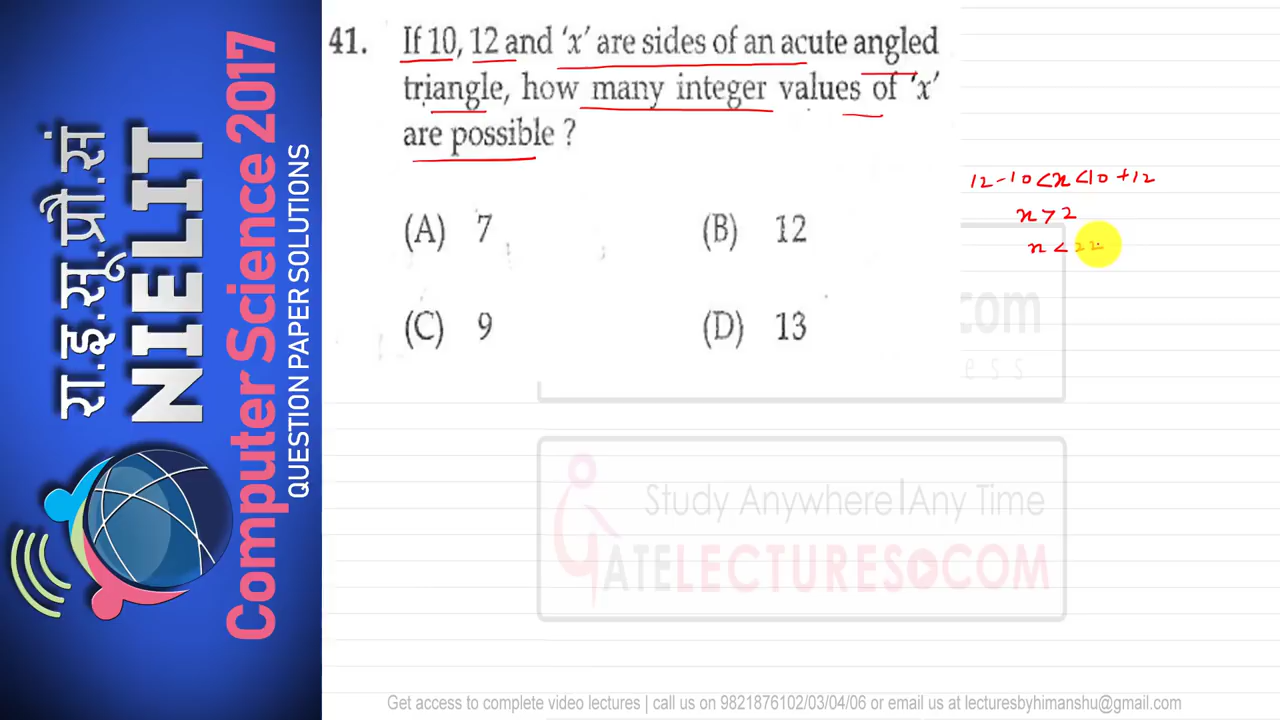 रा.इ.सू.प्रौ.सं
NIELIT
Computer Science 2017
QUESTION PAPER SOLUTIONS
41. If 10, 12 and ‘x’ are sides of an acute angled
triangle, how many integer values of ‘x’
are possible ?
(A) 7
(B) 12
(C) 9
(D) 13
12-10<x<10+12
x>2
x<22
.com
ess
Study Anywhere|Any Time
GATELECTURES.COM
Get access to complete video lectures | call us on 9821876102/03/04/06 or email us at lecturesbyhimanshu@gmail.com